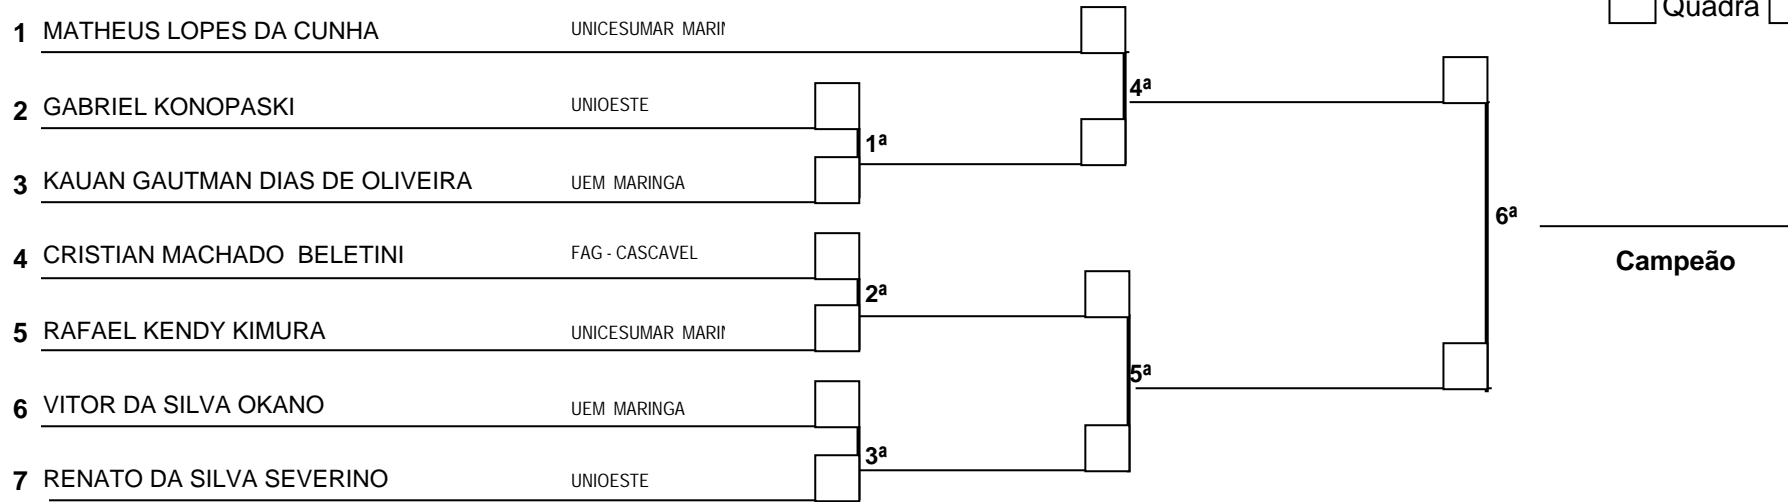 Quadra
1 MATHEUS LOPES DA CUNHA UNICESUMAR MARIN
4ª
2 GABRIEL KONOPASKI UNIOESTE
1ª
3 KAUAN GAUTMAN DIAS DE OLIVEIRA UEM MARINGA
6ª
4 CRISTIAN MACHADO BELETINI FAG - CASCAVEL
Campeão
2ª
5 RAFAEL KENDY KIMURA UNICESUMAR MARIN
5ª
6 VITOR DA SILVA OKANO UEM MARINGA
3ª
7 RENATO DA SILVA SEVERINO UNIOESTE